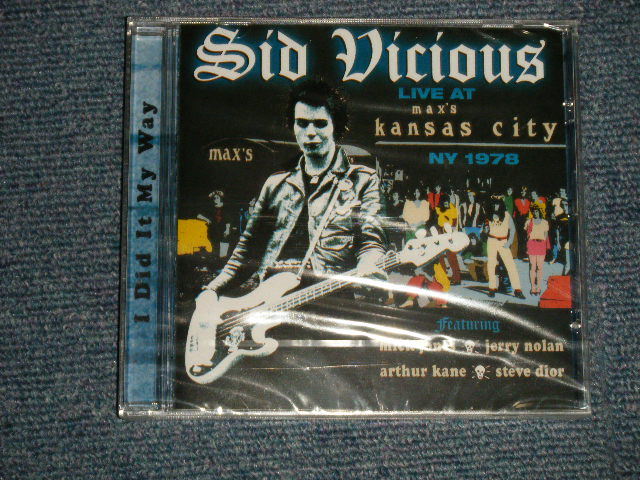 Sid Vicious
LIVE AT
max's
kansas city
NY 1978
max's
I Did It My Way
Featuring
jerry nolan
arthur kane steve dior